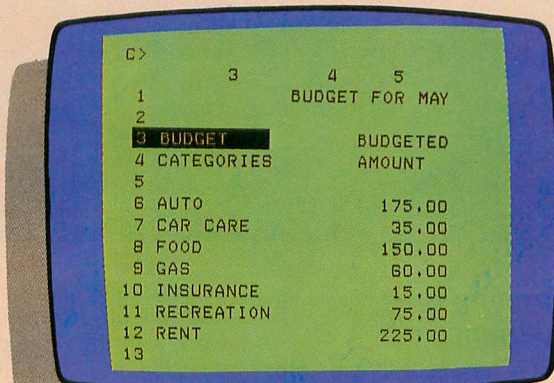 C>
3 4 5
1 BUDGET FOR MAY
2
3 BUDGET BUDGETED
4 CATEGORIES AMOUNT
5
6 AUTO 175.00
7 CAR CARE 35.00
8 FOOD 150.00
9 GAS 60.00
10 INSURANCE 15.00
11 RECREATION 75.00
12 RENT 225.00
13